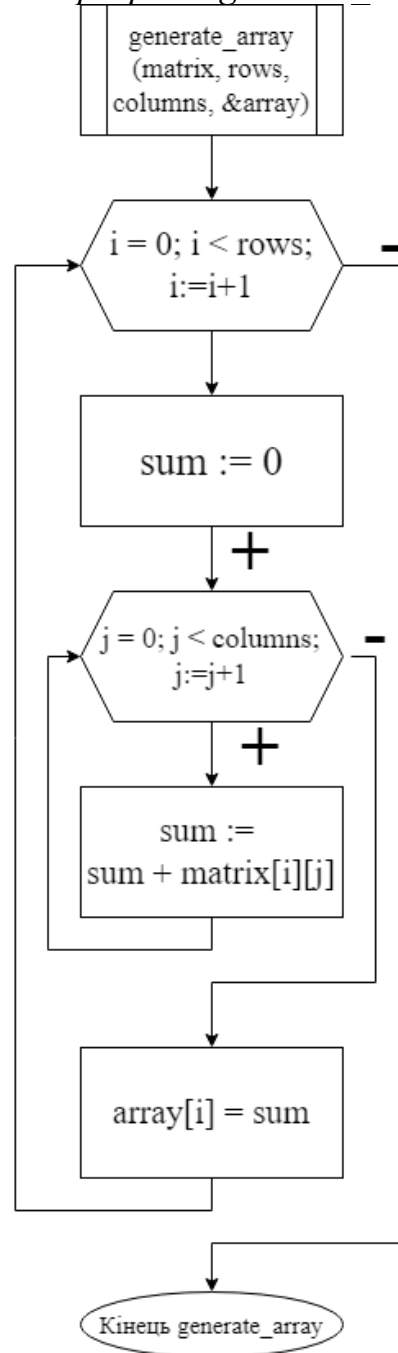 generate_array
(matrix, rows,
columns, &array)
i = 0; i < rows;
i:=i+1
-
sum := 0
+
j = 0; j < columns;
j:=j+1
-
+
sum :=
sum + matrix[i][j]
array[i] = sum
Кінець generate_array